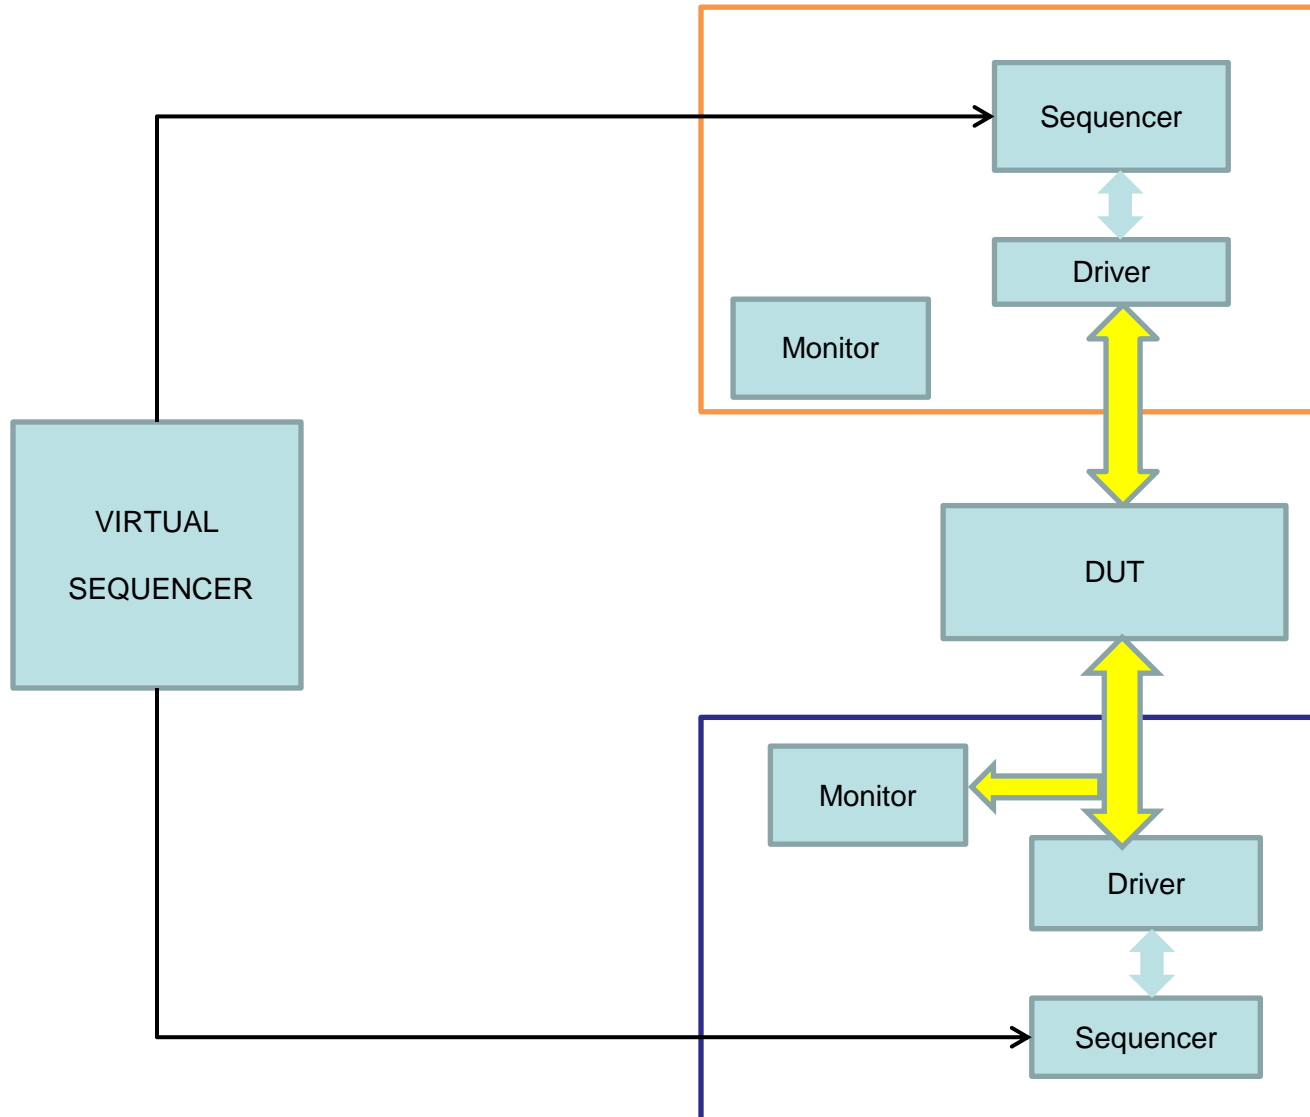 Sequencer
Driver
Monitor
VIRTUAL
SEQUENCER
DUT
Monitor
Driver
Sequencer